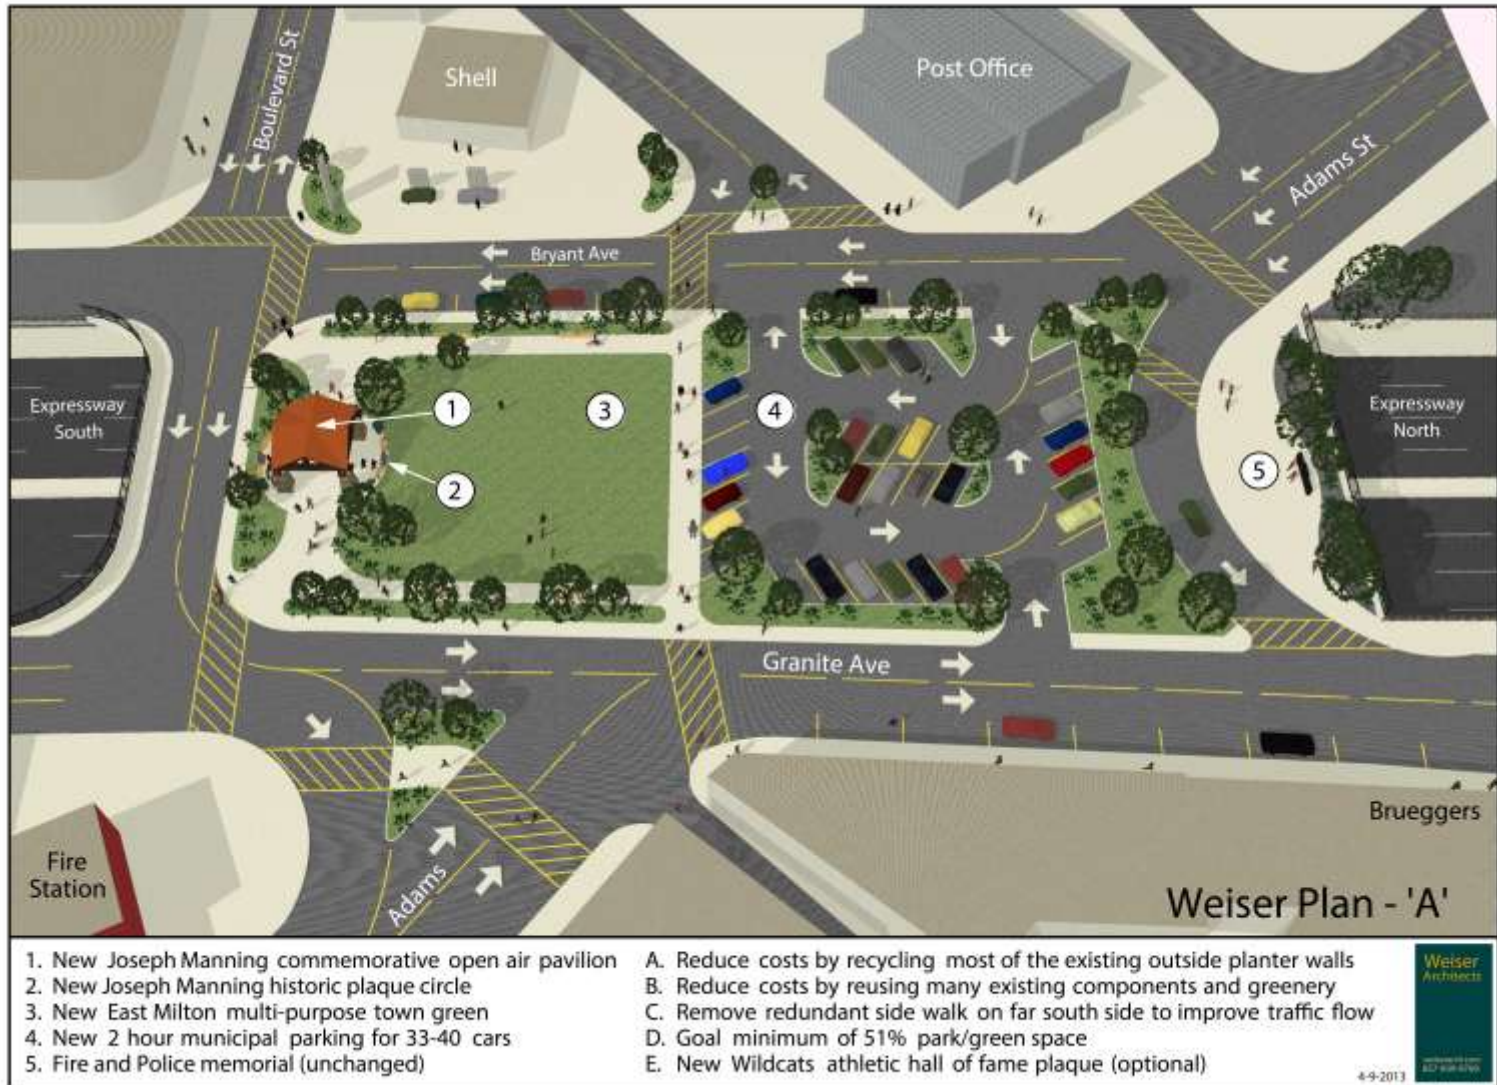 Boulevard St
Shell
Post Office
Adams St
Bryant Ave
Expressway
South
1
2
3
4
5
Expressway
North
Granite Ave
Adams
Fire
Station
Brueggers
Weiser Plan - 'A'
1. New Joseph Manning commemorative open air pavilion
2. New Joseph Manning historic plaque circle
3. New East Milton multi-purpose town green
4. New 2 hour municipal parking for 33-40 cars
5. Fire and Police memorial (unchanged)
A. Reduce costs by recycling most of the existing outside planter walls
B. Reduce costs by reusing many existing components and greenery
C. Remove redundant side walk on far south side to improve traffic flow
D. Goal minimum of 51% park/green space
E. New Wildcats athletic hall of fame plaque (optional)
Weiser
Architects
4-9-2013